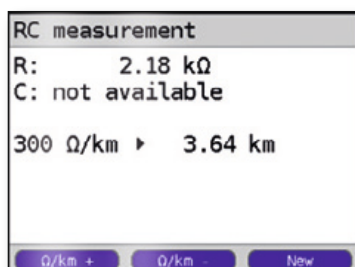 RC measurement
R: 2.18 kΩ
C: not available
300 Ω/km ▸ 3.64 km
Ω/km + Ω/km - New